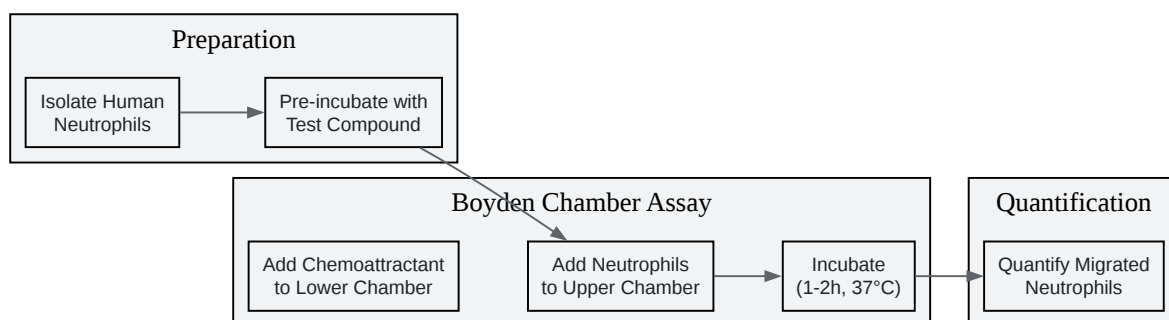 Preparation
Isolate Human
Neutrophils
Pre-incubate with
Test Compound
Boyden Chamber Assay
Add Chemoattractant
to Lower Chamber
Add Neutrophils
to Upper Chamber
Incubate
(1-2h, 37°C)
Quantification
Quantify Migrated
Neutrophils